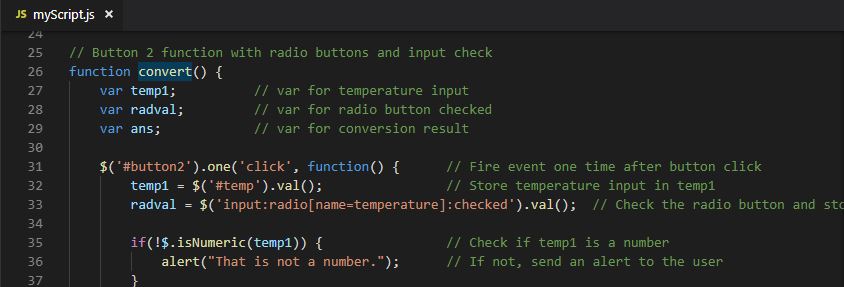 JS myScript.js ×
24
25 // Button 2 function with radio buttons and input check
26 function convert() {
27 var temp1; // var for temperature input
28 var radval; // var for radio button checked
29 var ans; // var for conversion result
30
31 $('#button2').one('click', function() { // Fire event one time after button click
32 temp1 = $('#temp').val(); // Store temperature input in temp1
33 radval = $('input:radio[name=temperature]:checked').val(); // Check the radio button and sto
34
35 if(!$.isNumeric(temp1)) { // Check if temp1 is a number
36 alert("That is not a number."); // If not, send an alert to the user
37 }